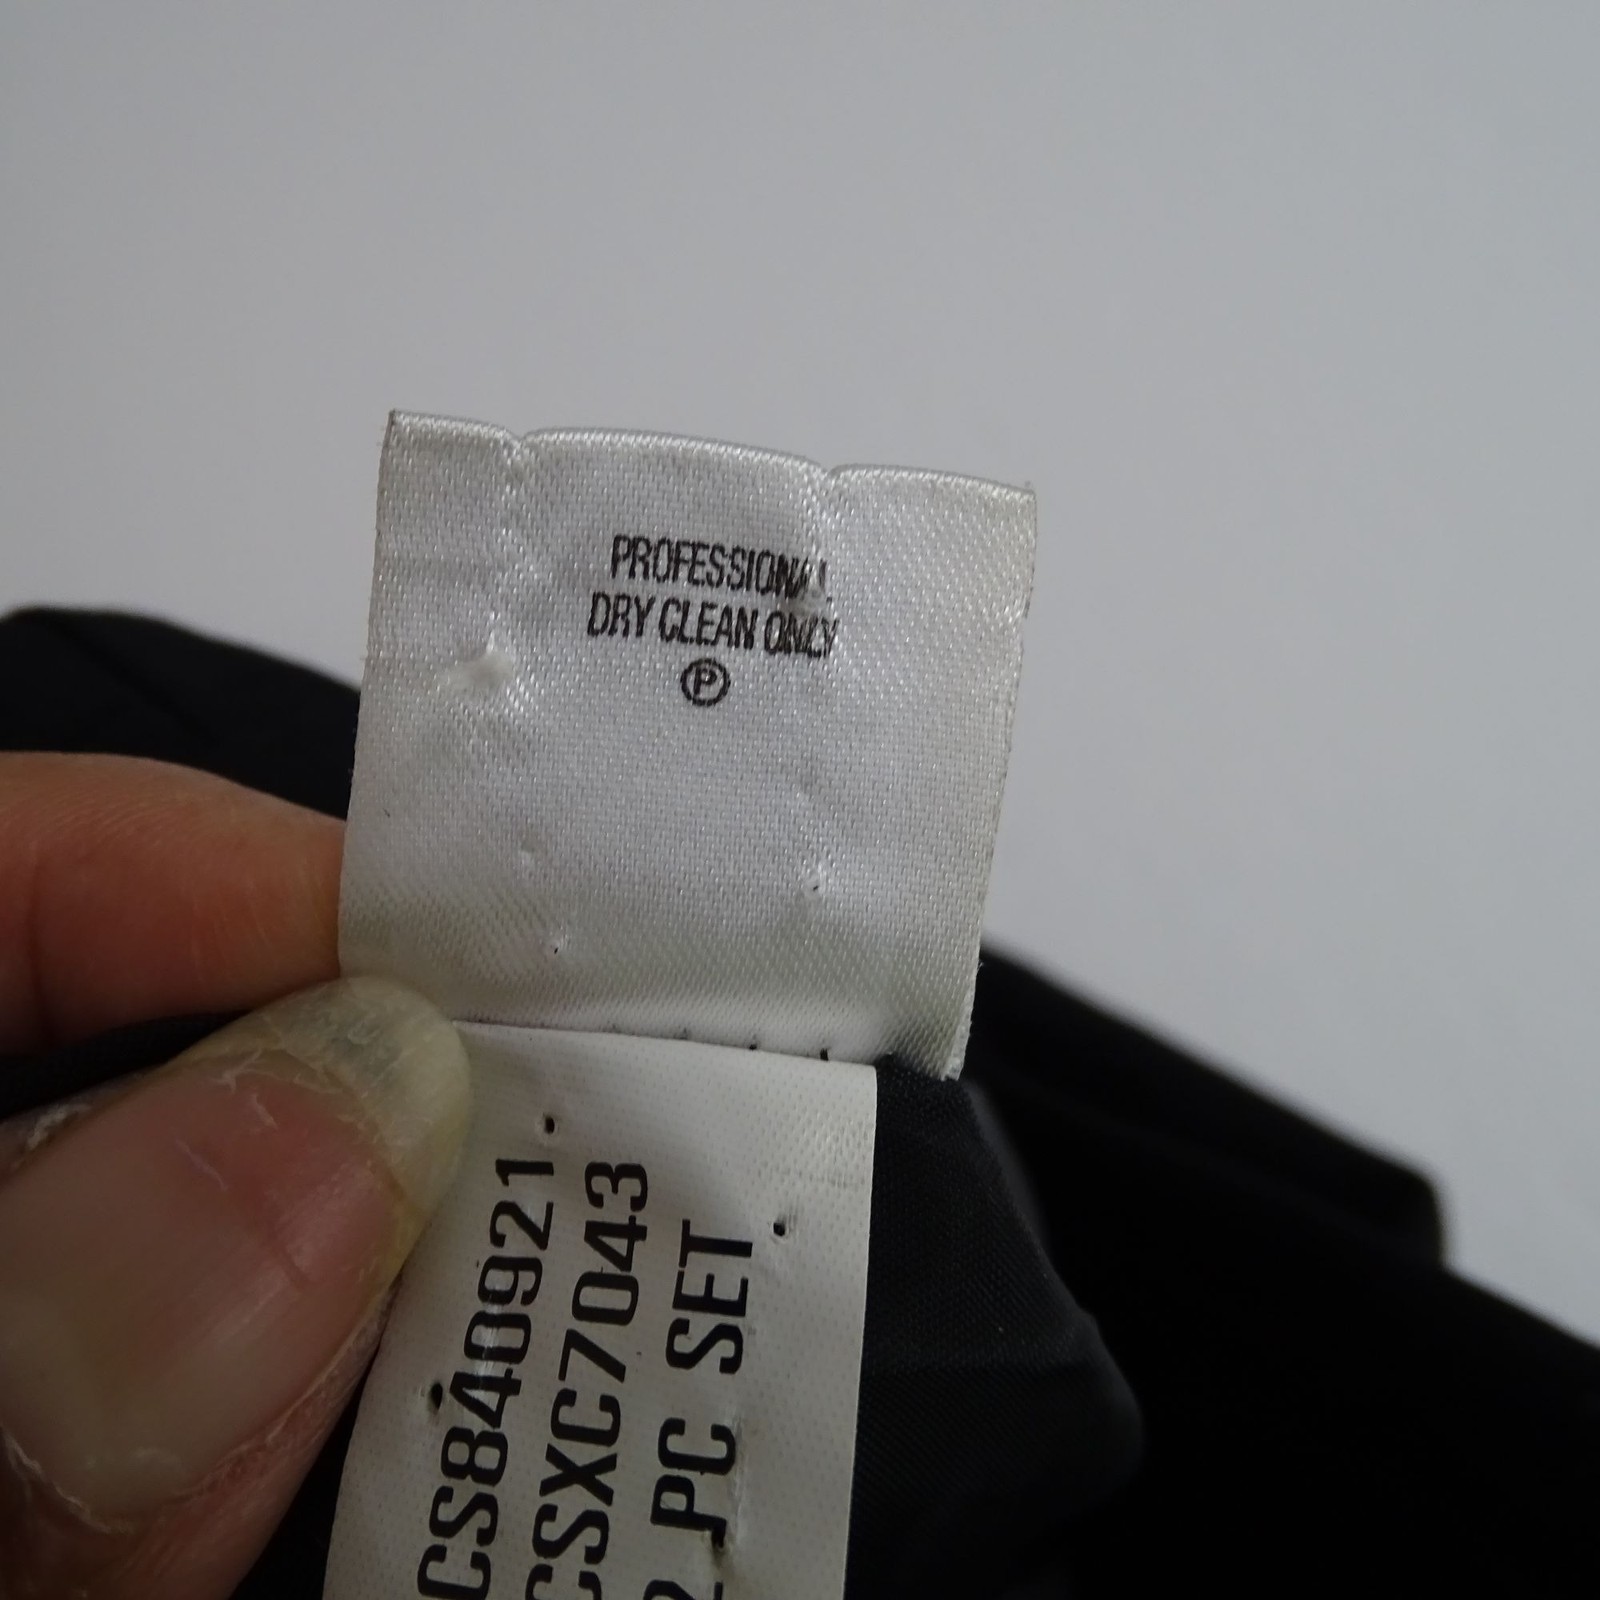 PROFESSIONAL
DRY CLEAN ONLY
P
CS840921
CSXC7043
2 PC SET